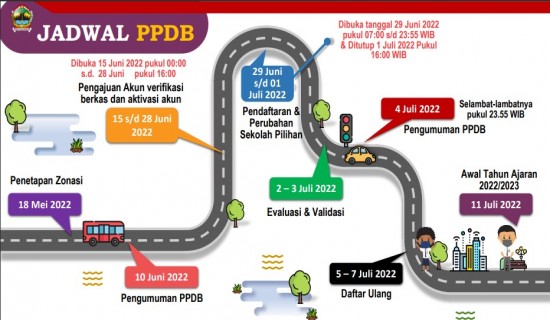 JADWAL PPDB
Dibuka 15 Juni 2022 pukul 00:00
s.d. 28 Juni pukul 16:00
Pengajuan Akun verifikasi
berkas dan aktivasi akun
15 s/d 28 Juni
2022
Penetapan Zonasi
18 Mei 2022
10 Juni 2022
Pengumuman PPDB
Dibuka tanggal 29 Juni 2022
pukul 07:00 s/d 23:55 WIB
& Ditutup 1 Juli 2022 Pukul
16:00 WIB
29 Juni
s/d 01
Juli 2022
Pendaftaran &
Perubahan
Sekolah Pilihan
2 – 3 Juli 2022
Evaluasi & Validasi
4 Juli 2022
Selambat-lambatnya
pukul 23.55 WIB
Pengumuman PPDB
5 – 7 Juli 2022
Daftar Ulang
Awal Tahun Ajaran
2022/2023
11 Juli 2022